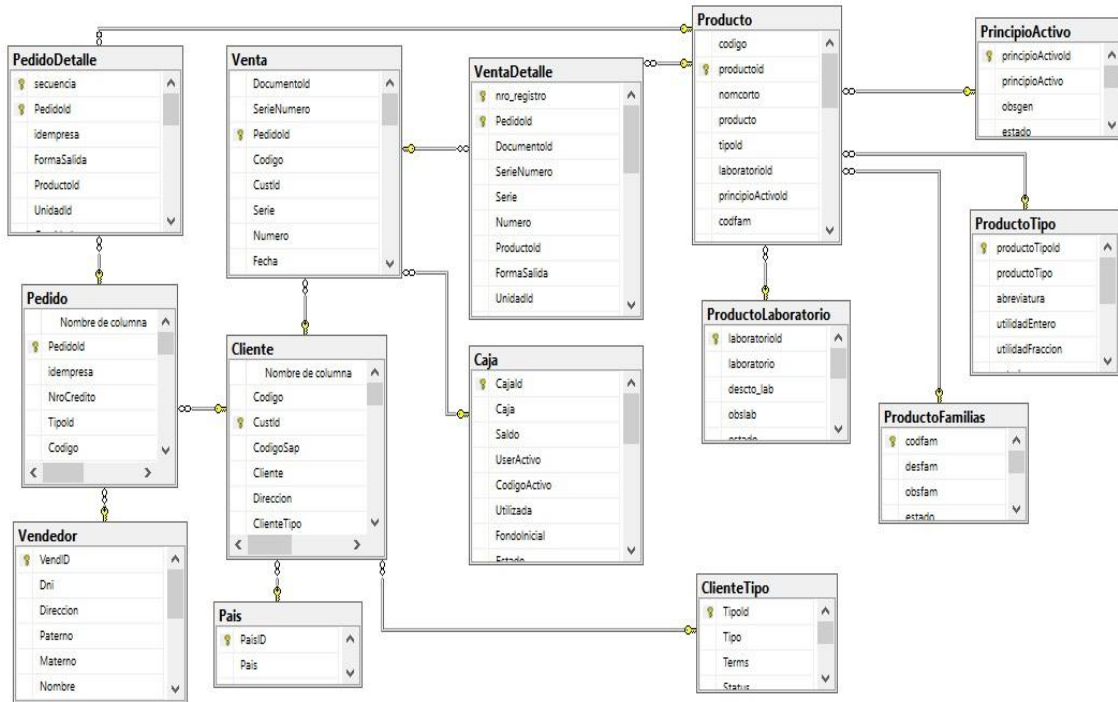 PedidoDetalle
secuencia
PedidoId
idempresa
FormaSalida
ProductoId
UnidadId
Venta
DocumentoId
SerieNumero
PedidoId
Codigo
CustId
Serie
Numero
Fecha
VentaDetalle
nro_registro
PedidoId
DocumentoId
SerieNumero
Serie
Numero
ProductoId
FormaSalida
UnidadId
Producto
codigo
productoid
nomcorto
producto
tipoId
laboratorioId
principioActivoId
codfam
PrincipioActivo
principioActivoId
principioActivo
obsgen
estado
ProductoTipo
productoTipoId
productoTipo
abreviatura
utilidadEntero
utilidadFraccion
Pedido
Nombre de columna
PedidoId
idempresa
NroCredito
TipoId
Codigo
Cliente
Nombre de columna
Codigo
CustId
CodigoSap
Cliente
Direccion
ClienteTipo
Caja
CajaId
Caja
Saldo
UserActivo
CodigoActivo
Utilizada
FondoInicial
Estado
ProductoLaboratorio
laboratorioId
laboratorio
descto_lab
obslab
estado
ProductoFamilias
codfam
desfam
obsfam
estado
Vendedor
VendID
Dni
Direccion
Paterno
Materno
Nombre
Pais
PaisID
Pais
ClienteTipo
TipoId
Tipo
Terms
Status